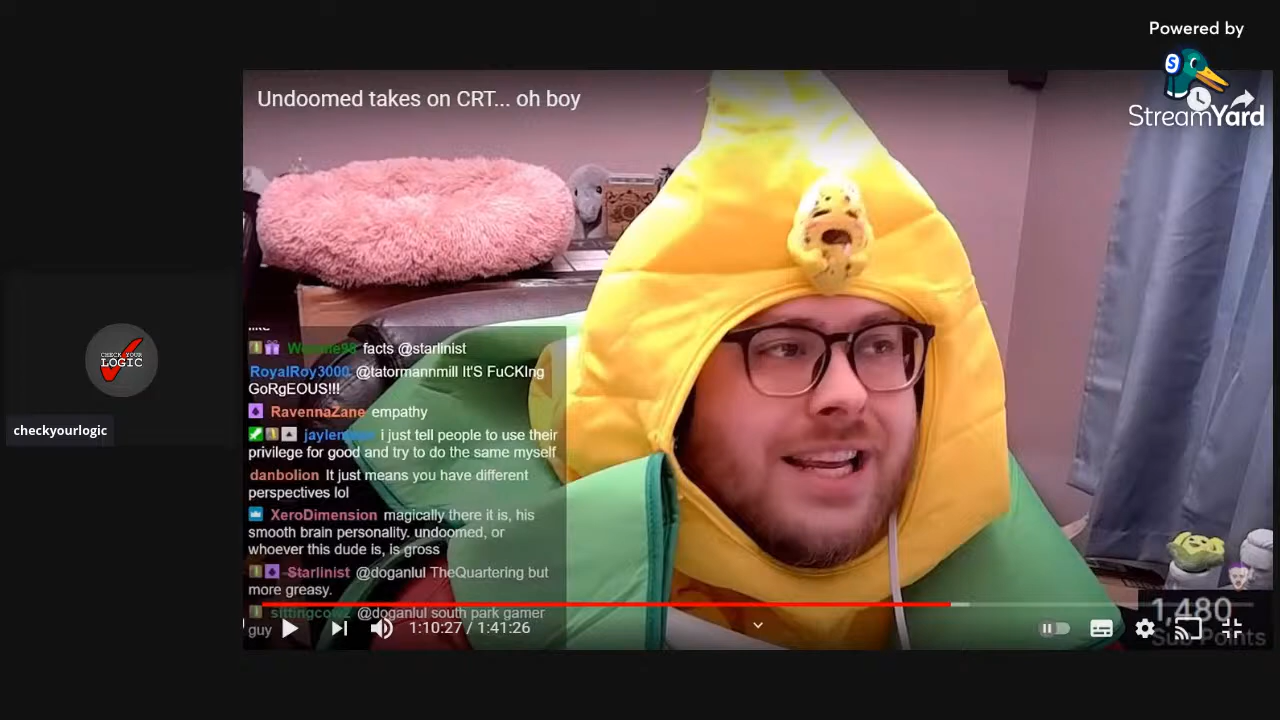 Powered by
StreamYard
Undoomed takes on CRT... oh boy
CHECK YOUR
LOGIC
checkyourlogic
facts @starlinist
RoyalRoy3000 @tatormannmill It'S FuCKIng
GoRgEOUS!!!
RavennaZane empathy
i just tell people to use their
privilege for good and try to do the same myself
danbolion It just means you have different
perspectives lol
XeroDimension magically there it is, his
smooth brain personality. undoomed, or
whoever this dude is, is gross
Starlinist @doganlul TheQuartering but
more greasy.
sittingcow2 @doganlul south park gamer
guy
1:10:27 / 1:41:26
1,480
Sub Points